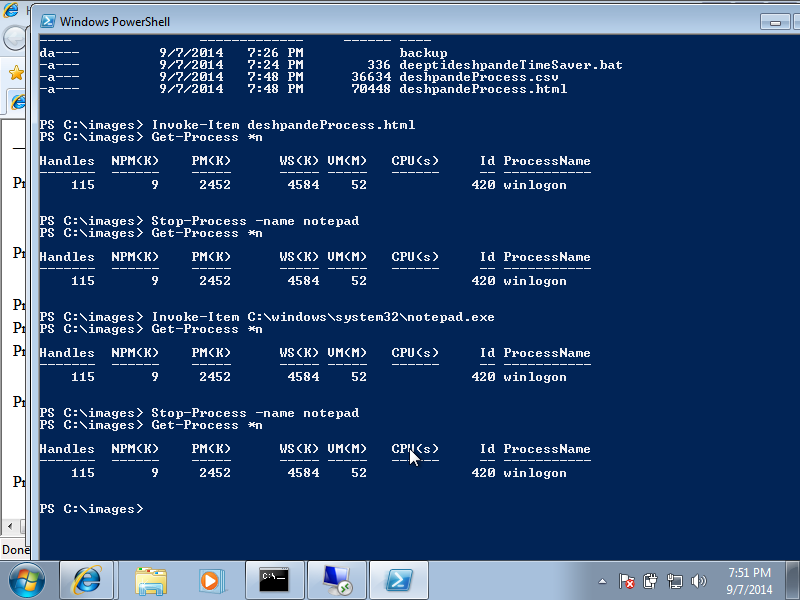 Windows PowerShell
---- ------------- ------ ----
da--- 9/7/2014 7:26 PM backup
-a--- 9/7/2014 7:24 PM 336 deeptideshpandeTimeSaver.bat
-a--- 9/7/2014 7:48 PM 36634 deshpandeProcess.csv
-a--- 9/7/2014 7:48 PM 70448 deshpandeProcess.html
PS C:\images> Invoke-Item deshpandeProcess.html
PS C:\images> Get-Process *n
Handles NPM(K) PM(K) WS(K) VM(M) CPU(s) Id ProcessName
------- ------ ----- ----- ----- ------ -- -----------
115 9 2452 4584 52 420 winlogon
PS C:\images> Stop-Process -name notepad
PS C:\images> Get-Process *n
Handles NPM(K) PM(K) WS(K) VM(M) CPU(s) Id ProcessName
------- ------ ----- ----- ----- ------ -- -----------
115 9 2452 4584 52 420 winlogon
PS C:\images> Invoke-Item C:\windows\system32\notepad.exe
PS C:\images> Get-Process *n
Handles NPM(K) PM(K) WS(K) VM(M) CPU(s) Id ProcessName
------- ------ ----- ----- ----- ------ -- -----------
115 9 2452 4584 52 420 winlogon
PS C:\images> Stop-Process -name notepad
PS C:\images> Get-Process *n
Handles NPM(K) PM(K) WS(K) VM(M) CPU(s) Id ProcessName
------- ------ ----- ----- ----- ------ -- -----------
115 9 2452 4584 52 420 winlogon
PS C:\images>
Pr
Pr
Pr
Pr
Pr
Pr
Pr
Done
C:\_
7:51 PM
9/7/2014